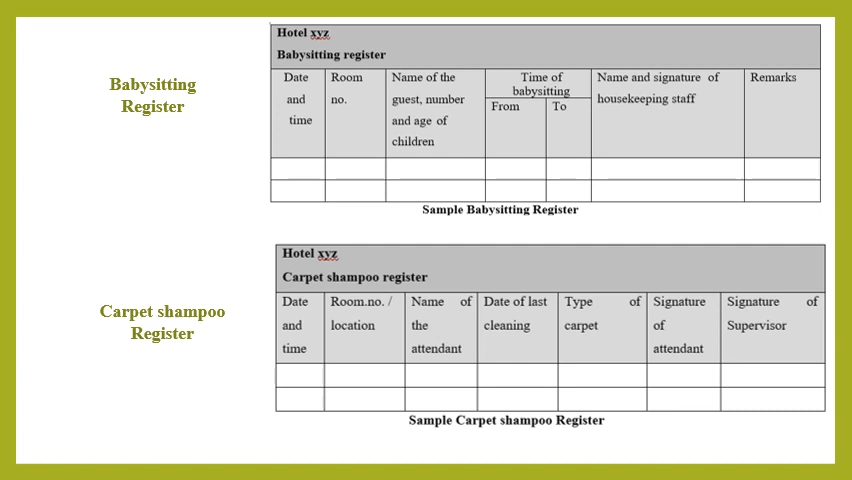 Babysitting
Register
Hotel xyz
Babysitting register
Date and time
Room no.
Name of the guest, number and age of children
Time of babysitting
From
To
Name and signature of housekeeping staff
Remarks
Sample Babysitting Register
Carpet shampoo
Register
Hotel xyz
Carpet shampoo register
Date and time
Room.no. / location
Name of the attendant
Date of last cleaning
Type of carpet
Signature of attendant
Signature of Supervisor
Sample Carpet shampoo Register